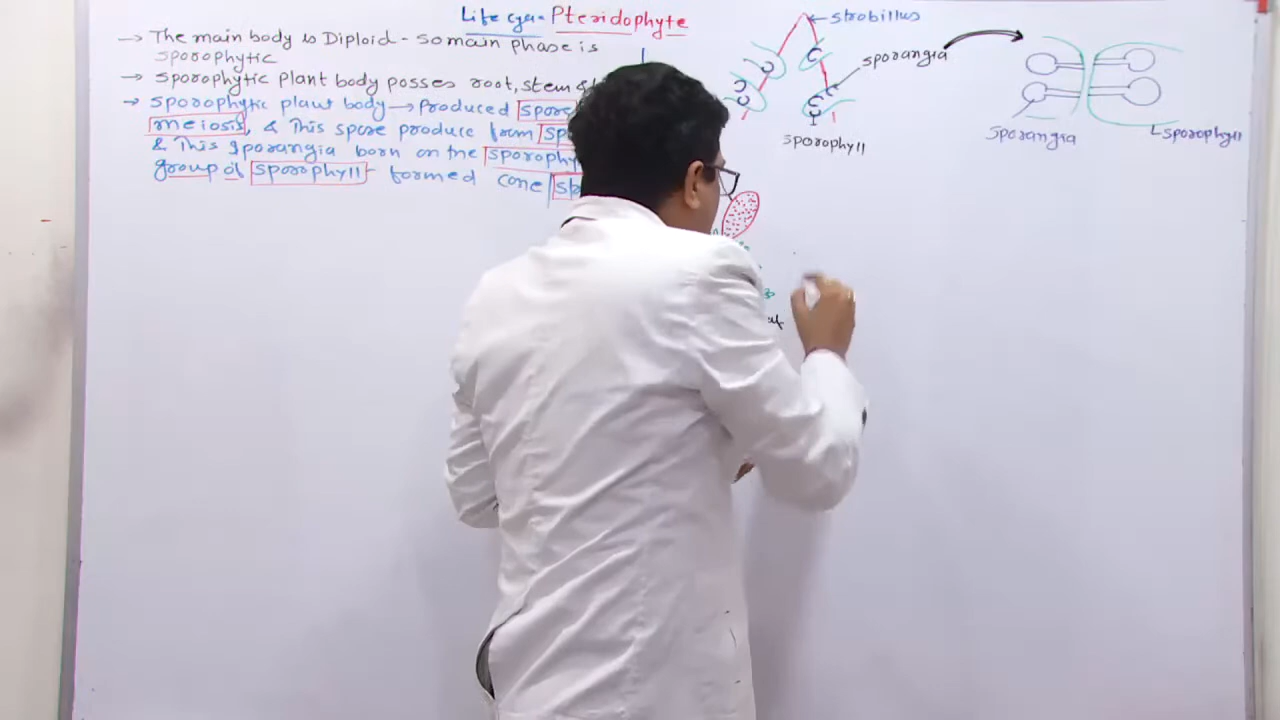 Life cycle - Pteridophyte
→ The main body is Diploid - so main phase is
sporophytic
→ sporophytic plant body posses root, stem &
→ sporophytic plant body → Produced spore
meiosis, & This spore produce from sp
& This sporangia born on the sporophy
group of sporophyll - formed cone sp
strobillus
sporangia
sporophyll
sporangia
sporophyll